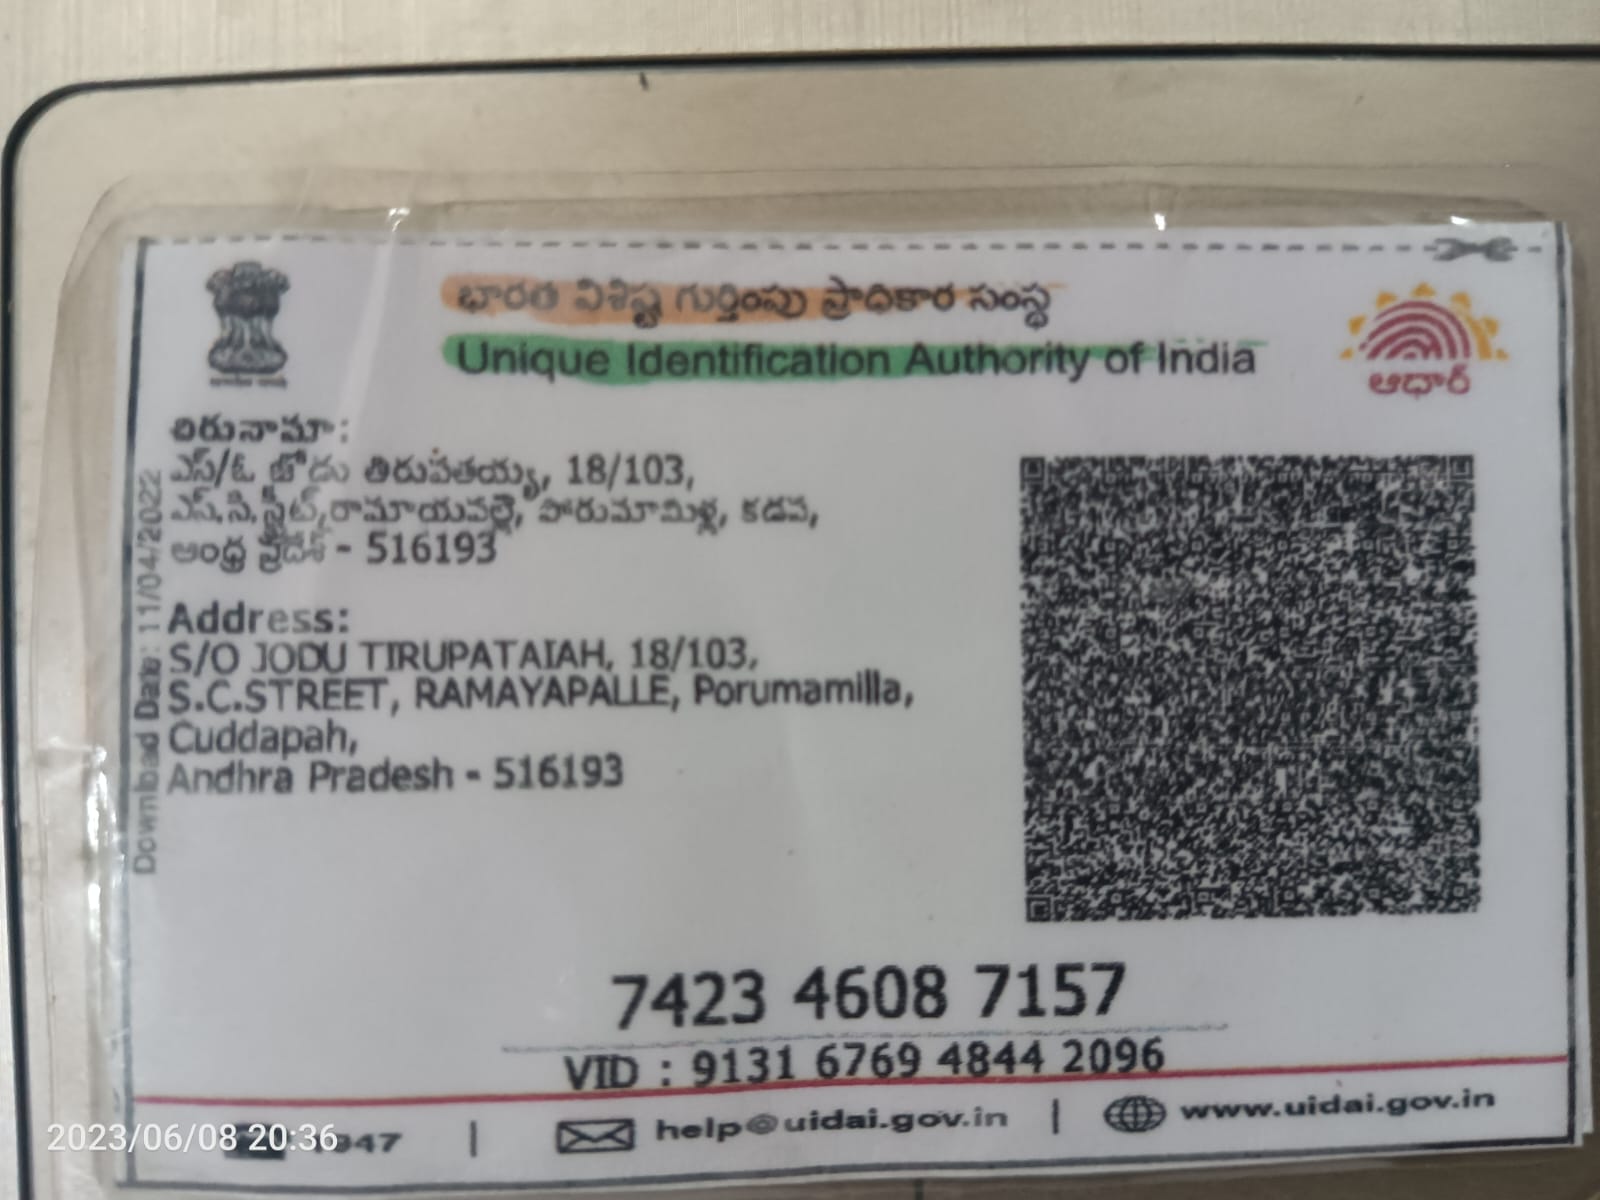 భారత విశిష్ట గుర్తింపు ప్రాధికార సంస్థ
Unique Identification Authority of India
ఆధార్
చిరునామా:
ఎస్/ఓ జోడు తిరుపతయ్య, 18/103,
ఎస్.సి.స్ట్రీట్,రామాయపల్లె, పోరుమామిళ్ల, కడప,
ఆంధ్ర ప్రదేశ్ - 516193
Address:
S/O JODU TIRUPATAIAH, 18/103,
S.C.STREET, RAMAYAPALLE, Porumamilla,
Cuddapah,
Andhra Pradesh - 516193
Download Date: 11/04/2022
7423 4608 7157
VID : 9131 6769 4844 2096
help@uidai.gov.in | www.uidai.gov.in
2023/06/08 20:36